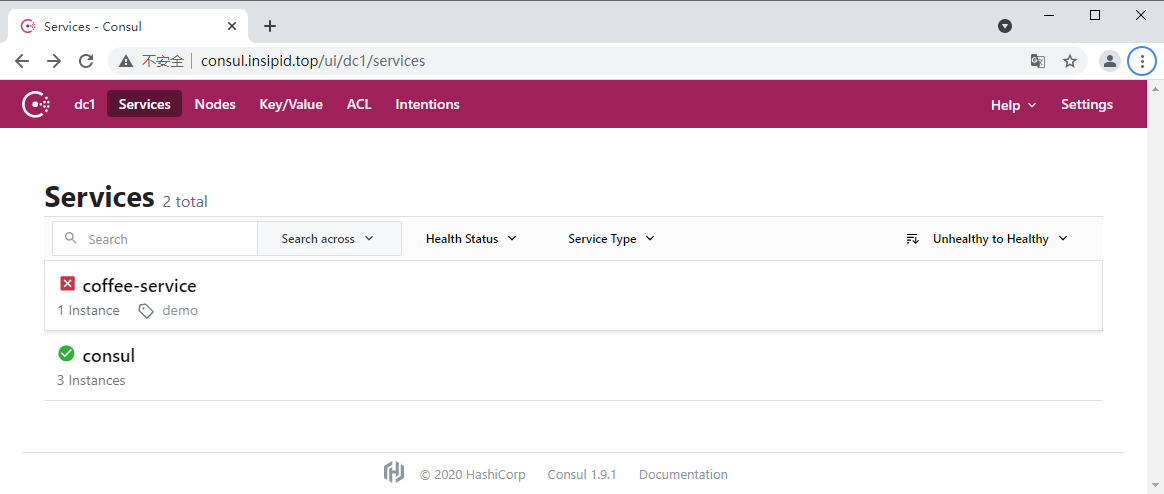 Services - Consul
不安全 consul.insipid.top/ui/dc1/services
dc1 Services Nodes Key/Value ACL Intentions Help Settings
Services 2 total
Search Search across Health Status Service Type Unhealthy to Healthy
coffee-service
1 Instance demo
consul
3 Instances
© 2020 HashiCorp Consul 1.9.1 Documentation